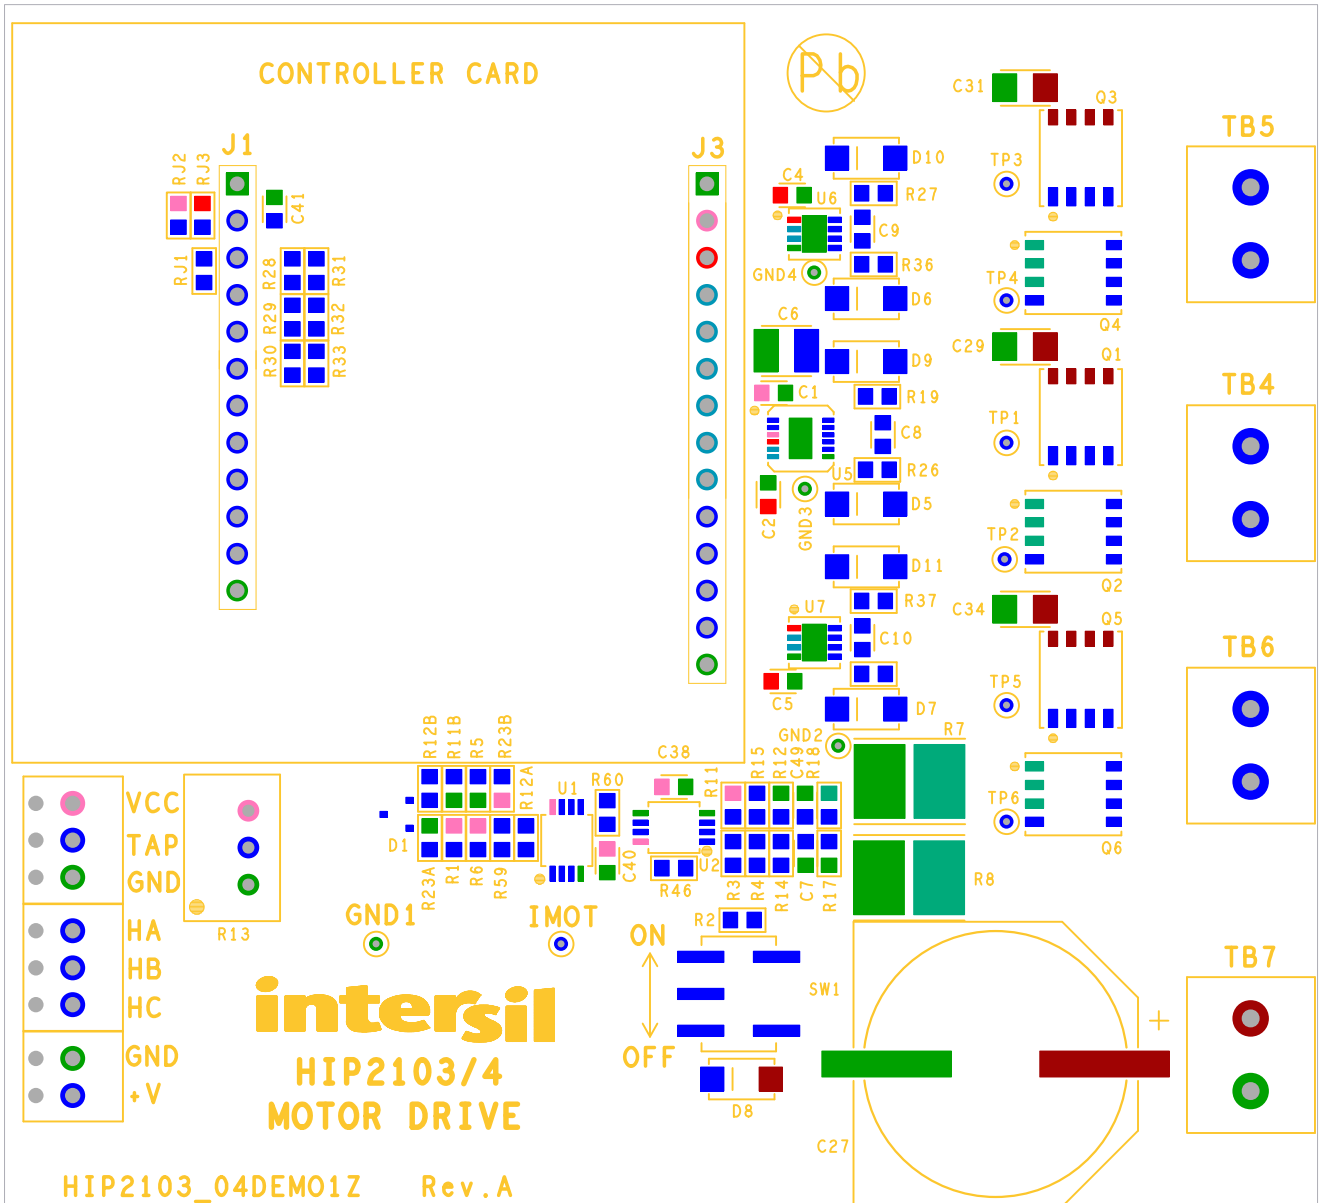 Pb
CONTROLLER CARD
C31
Q3
TB5
J1
J3
RJ2
RJ3
C41
C4
U6
D10
R27
TP3
C9
RJ1
R28
R31
GND4
R36
TP4
D6
Q4
R29
R32
C6
C29
Q1
R30
R33
D9
TB4
C1
R19
TP1
C8
U5
R26
C2
GND3
D5
TP2
D11
Q2
U7
R37
C34
Q5
C10
TB6
C5
TP5
D7
GND2
R7
R12B
R11B
R5
R23B
R12A
U1
R60
C38
R11
R15
R12
C49
R18
TP6
VCC
TAP
GND
D1
R23A
R1
R6
R59
C40
R46
U2
R3
R4
R14
C7
R17
R8
Q6
R13
GND1
IMOT
R2
HA
HB
HC
ON
SW1
OFF
TB7
+
intersil
GND
+V
HIP2103/4
MOTOR DRIVE
D8
C27
HIP2103_04DEMO1Z Rev.A